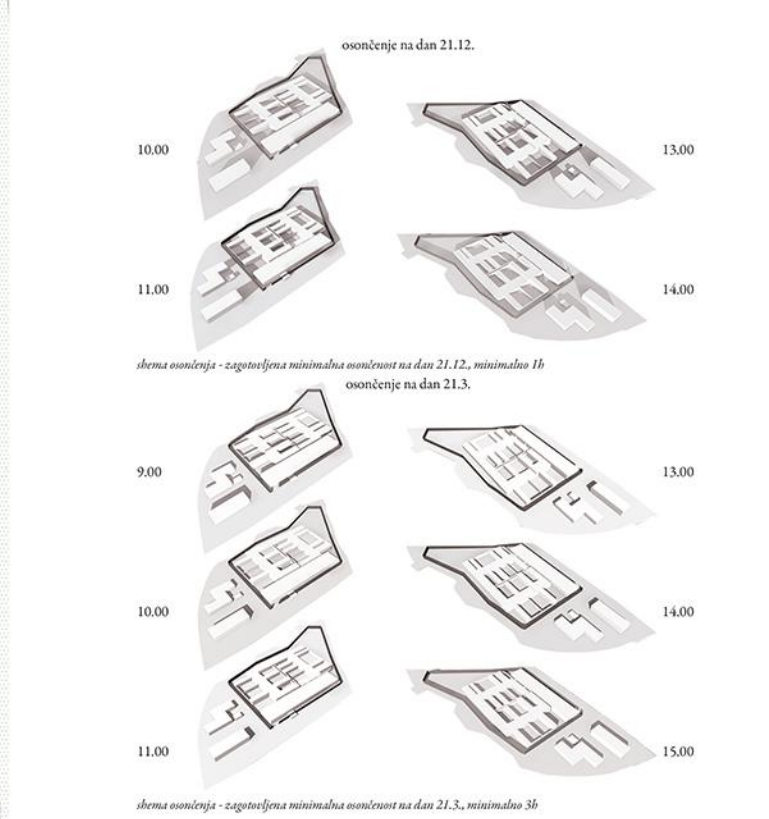 osončenje na dan 21.12.
10.00
13.00
11.00
14.00
shema osončenja - zagotovljena minimalna osončenost na dan 21.12., minimalno 1h
osončenje na dan 21.3.
9.00
13.00
10.00
14.00
11.00
15.00
shema osončenja - zagotovljena minimalna osončenost na dan 21.3., minimalno 3h